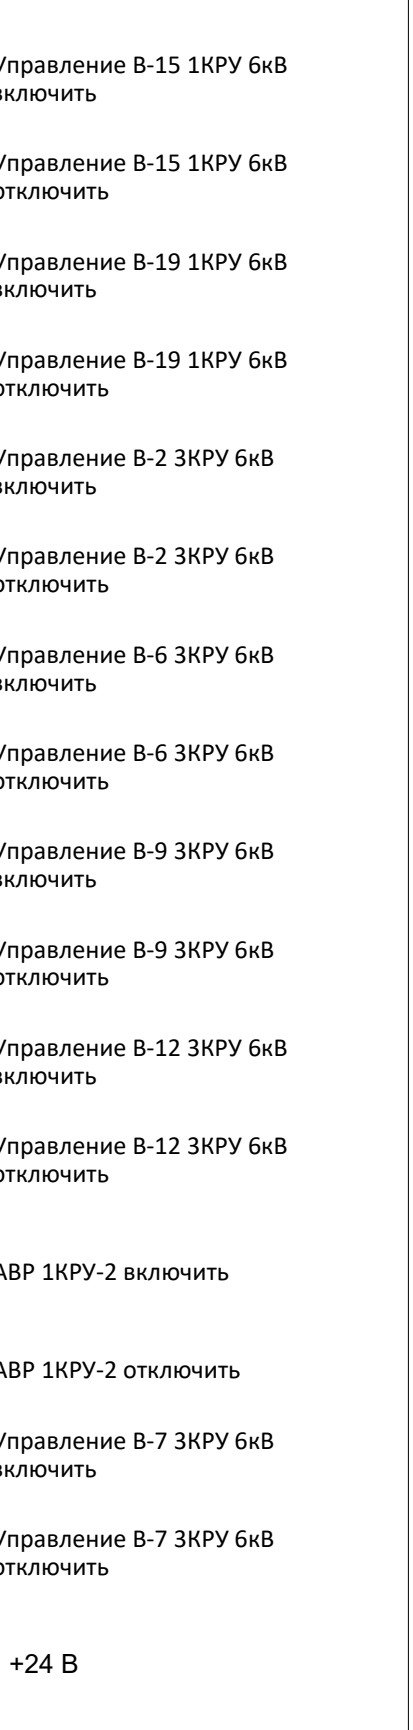 Управление В-15 1КРУ 6кВ
включить
Управление В-15 1КРУ 6кВ
отключить
Управление В-19 1КРУ 6кВ
включить
Управление В-19 1КРУ 6кВ
отключить
Управление В-2 3КРУ 6кВ
включить
Управление В-2 3КРУ 6кВ
отключить
Управление В-6 3КРУ 6кВ
включить
Управление В-6 3КРУ 6кВ
отключить
Управление В-9 3КРУ 6кВ
включить
Управление В-9 3КРУ 6кВ
отключить
Управление В-12 3КРУ 6кВ
включить
Управление В-12 3КРУ 6кВ
отключить
АВР 1КРУ-2 включить
АВР 1КРУ-2 отключить
Управление В-7 3КРУ 6кВ
включить
Управление В-7 3КРУ 6кВ
отключить
+24 В